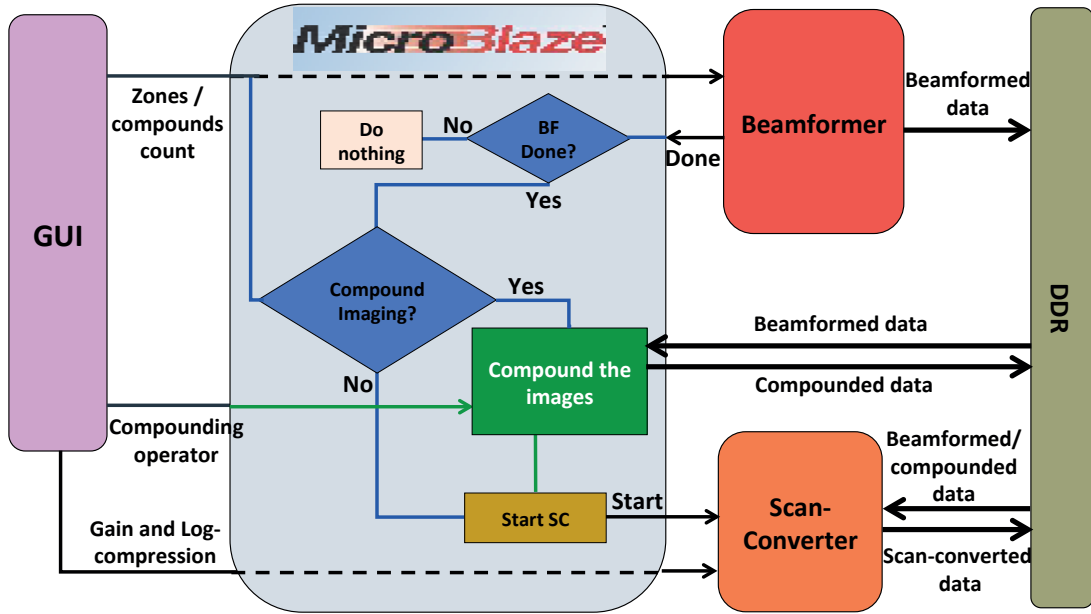 MicroBlaze
Zones /
compounds
count
GUI
Compounding
operator
Gain and Log-
compression
Do
nothing
No
BF
Done?
Yes
Done
Compound
Imaging?
Yes
No
Compound the
images
Start SC
Start
Beamformer
Beamformed
data
Beamformed data
Compounded data
Scan-
Converter
Beamformed/
compounded
data
Scan-converted
data
DDR